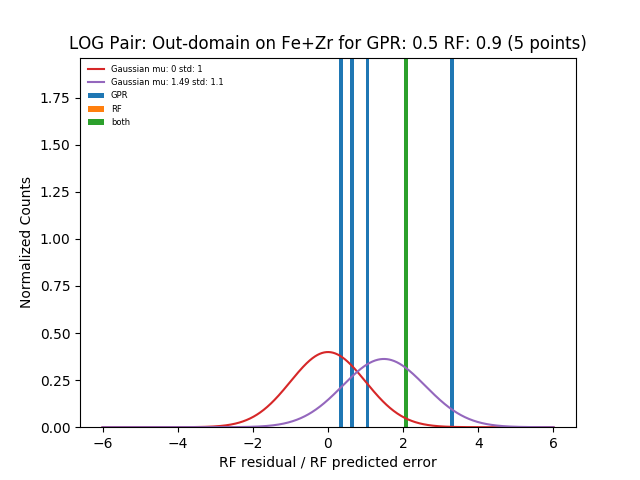 LOG Pair: Out-domain on Fe+Zr for GPR: 0.5 RF: 0.9 (5 points)
Gaussian mu: 0 std: 1
Gaussian mu: 1.49 std: 1.1
GPR
RF
both
1.75
1.50
1.25
1.00
0.75
0.50
0.25
0.00
Normalized Counts
−6
−4
−2
0
2
4
6
RF residual / RF predicted error